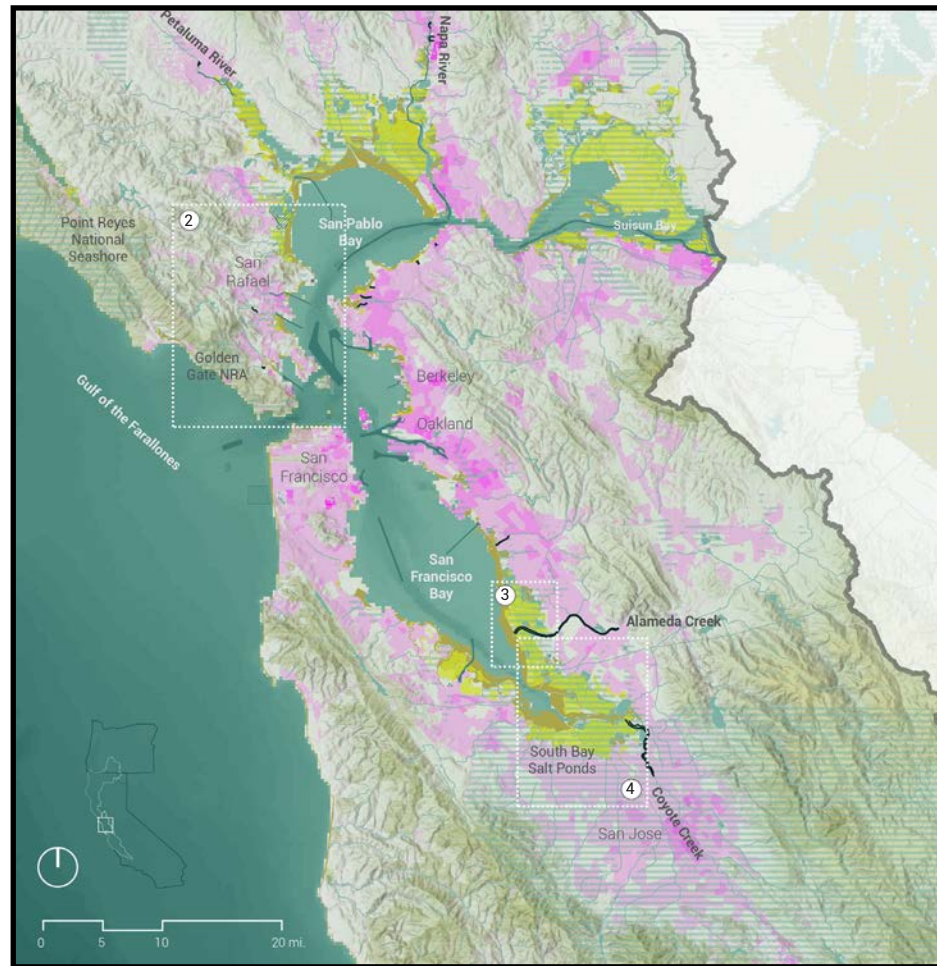 Petaluma River
Napa River
2
Point Reyes
National
Seashore
San Pablo
Bay
Suisun Bay
San
Rafael
Golden
Gate NRA
Berkeley
Gulf of the Farallones
Oakland
San
Francisco
San
Francisco
Bay
3
Alameda Creek
South Bay
Salt Ponds
4
Coyote Creek
San Jose
0
5
10
20 mi.